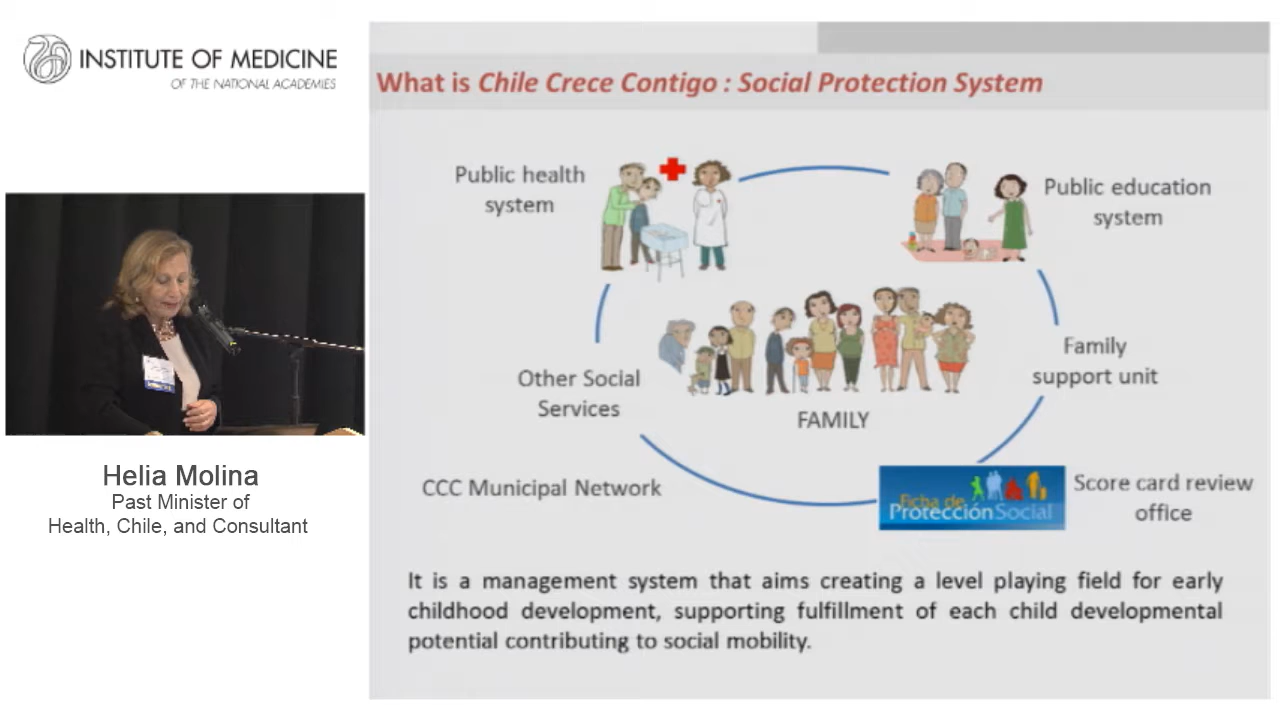 INSTITUTE OF MEDICINE
OF THE NATIONAL ACADEMIES
Helia Molina
Past Minister of
Health, Chile, and Consultant
What is Chile Crece Contigo : Social Protection System
Public health
system
Public education
system
Family
support unit
Other Social
Services
FAMILY
CCC Municipal Network
Ficha de
Protección Social
Score card review
office
It is a management system that aims creating a level playing field for early
childhood development, supporting fulfillment of each child developmental
potential contributing to social mobility.